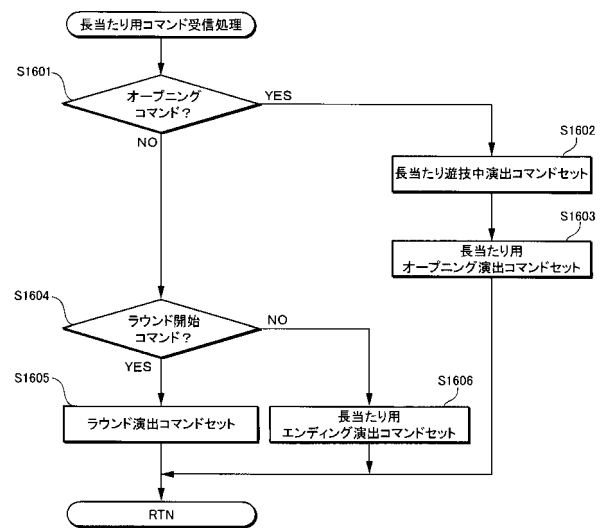 長当たり用コマンド受信処理
S1601
オープニング
コマンド？
YES
NO
S1602
長当たり遊技中演出コマンドセット
S1603
長当たり用
オープニング演出コマンドセット
S1604
ラウンド開始
コマンド？
NO
YES
S1605
ラウンド演出コマンドセット
S1606
長当たり用
エンディング演出コマンドセット
RTN